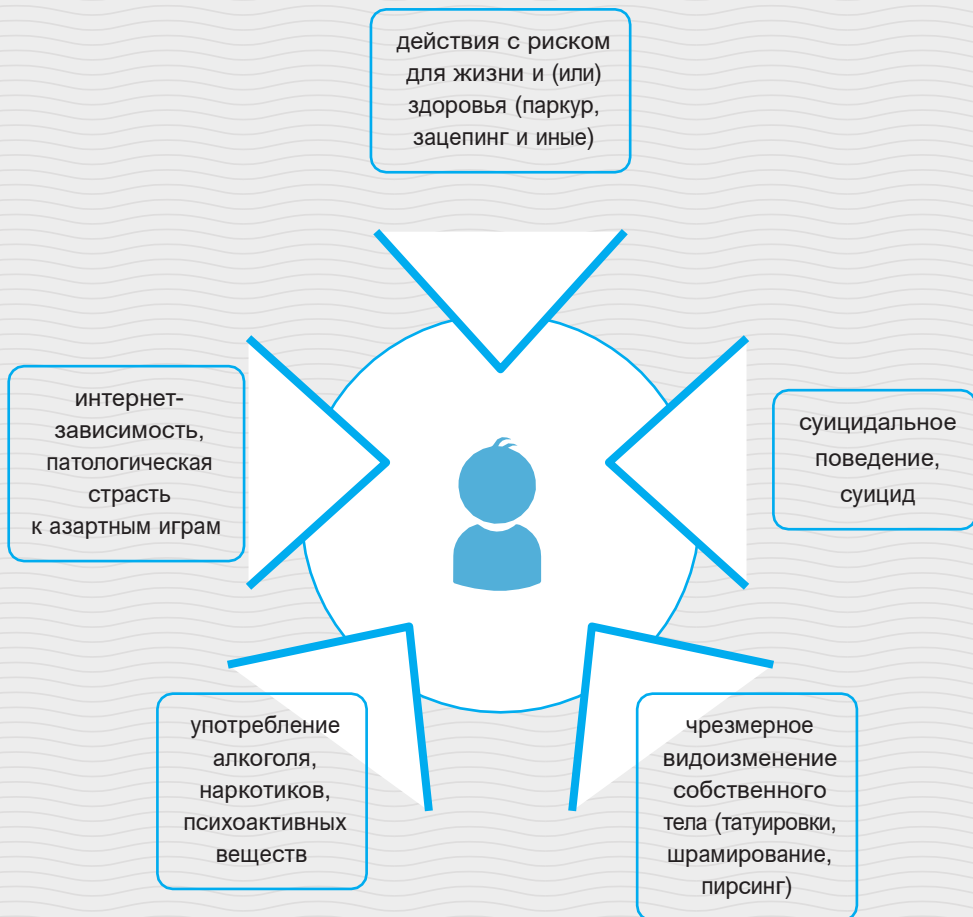 действия с риском
для жизни и (или)
здоровья (паркур,
зацепинг и иные)
интернет-
зависимость,
патологическая
страсть
к азартным играм
суицидальное
поведение,
суицид
употребление
алкоголя,
наркотиков,
психоактивных
веществ
чрезмерное
видоизменение
собственного
тела (татуировки,
шрамирование,
пирсинг)